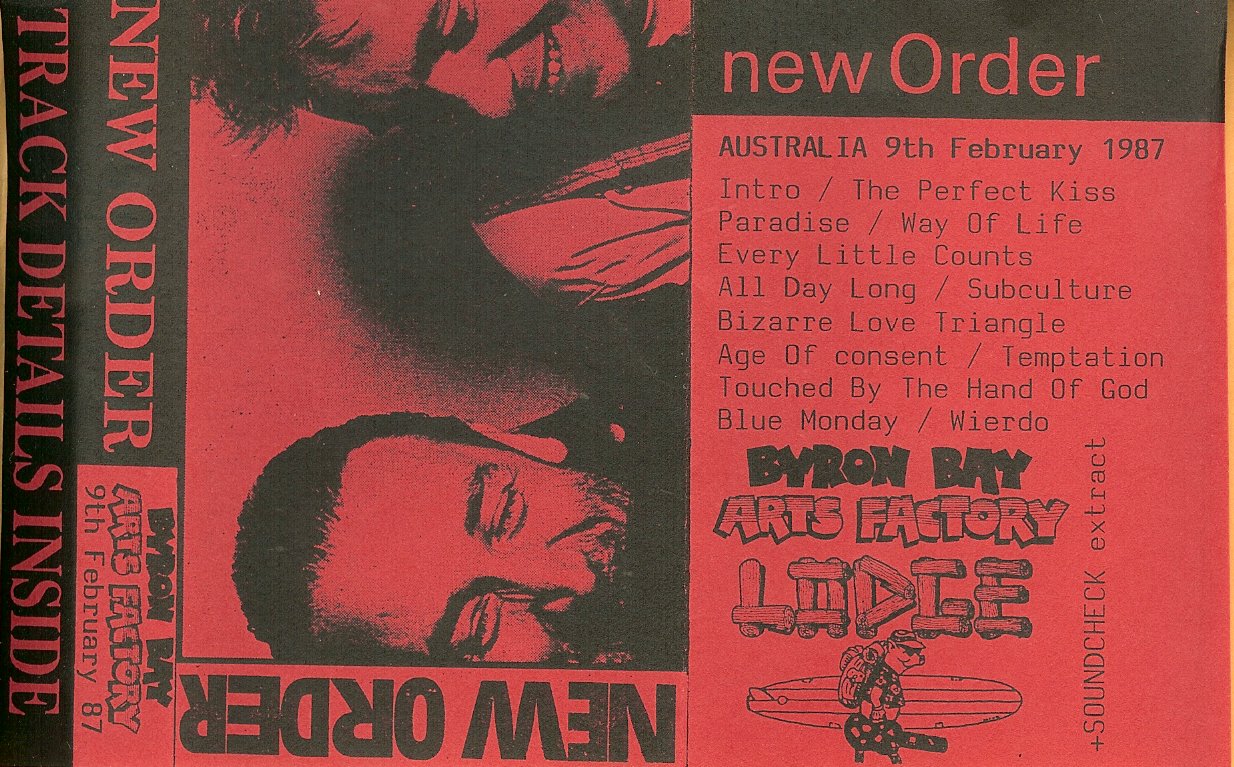 TRACK DETAILS INSIDE
NEW ORDER
BYRON BAY
ARTS FACTORY
9th February 87
NEW ORDER
new Order
AUSTRALIA 9th February 1987
Intro / The Perfect Kiss
Paradise / Way Of Life
Every Little Counts
All Day Long / Subculture
Bizarre Love Triangle
Age Of consent / Temptation
Touched By The Hand Of God
Blue Monday / Wierdo
BYRON BAY
ARTS FACTORY
LODGE
+SOUNDCHECK extract